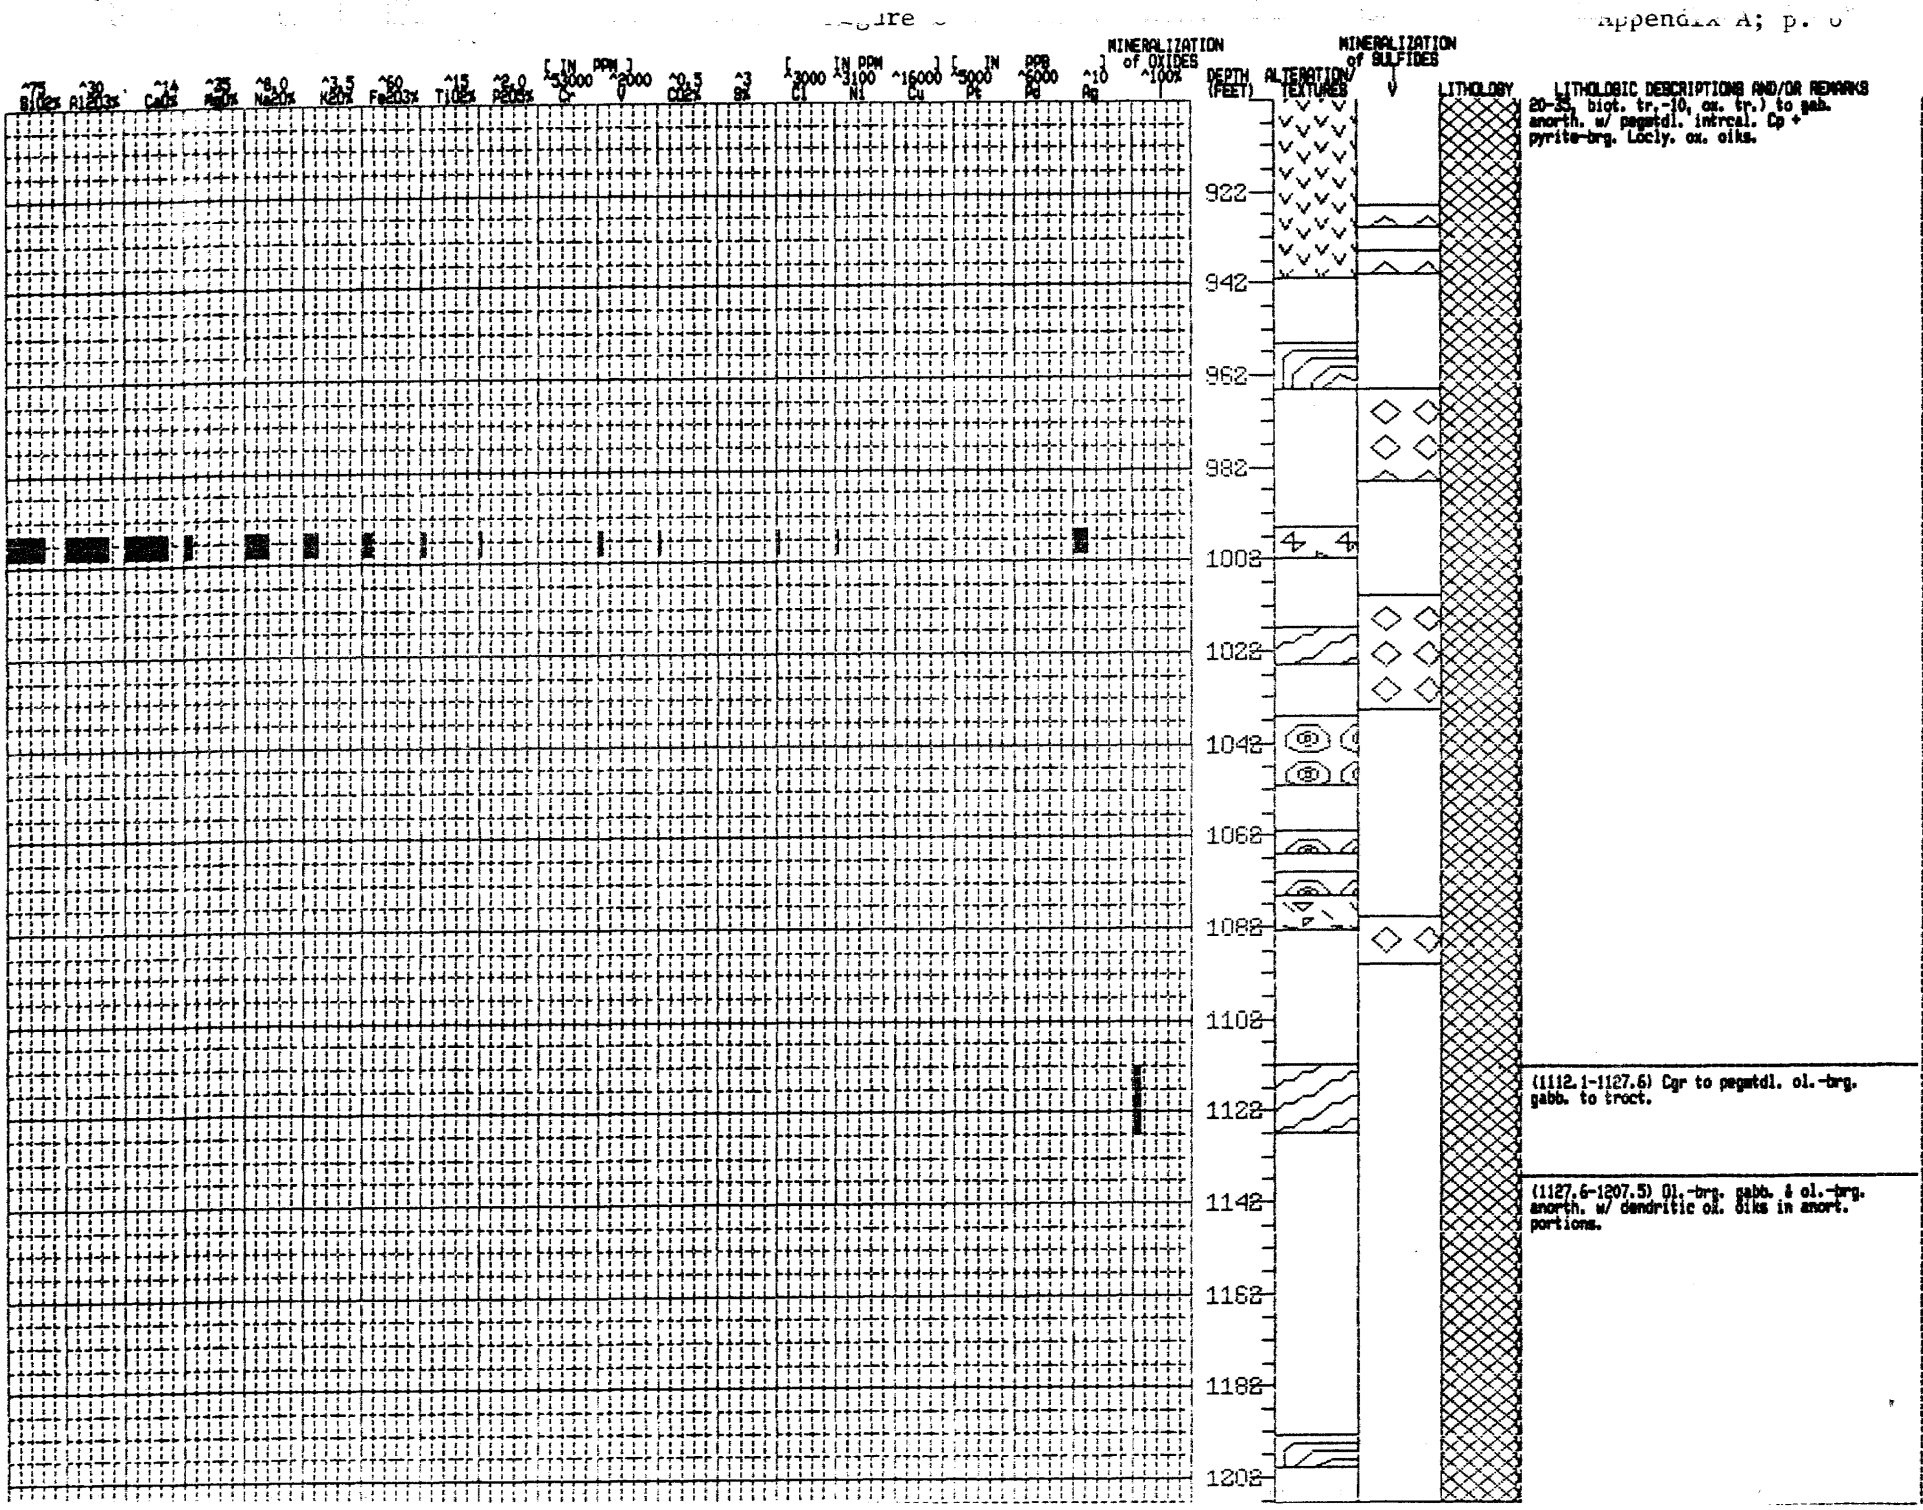 Appendix A; p.
MINERALIZATION of OXIDES
MINERALIZATION of SULFIDES
[ IN PPM ] [ IN PPM ] [ IN PPB ]
^75 ^30 ^14 ^35 ^8.0 ^3.5 ^60 ^15 ^2.0 ^53000 ^2000 ^0.5 ^3 ^3000 ^3100 ^16000 ^5000 ^6000 ^10 ^100%
SiO2% Al2O3% CaO% MgO% Na2O% K2O% Fe2O3% TiO2% P2O5% Cr V CO2% S% Cl Ni Cu Pt Pd Ag
DEPTH (FEET)
ALTERATION/ TEXTURES
V
LITHOLOGY
LITHOLOGIC DESCRIPTIONS AND/OR REMARKS
20-35, biot. tr.-10, ox. tr.) to gab.
anorth. w/ pegmtdl. intrcal. Cp +
pyrite-brg. Locly. ox. oiks.
922
942
962
982
1002
1022
1042
1062
1082
1102
(1112.1-1127.6) Cgr to pegmtdl. ol.-brg.
gabb. to troct.
1122
(1127.6-1207.5) Ol.-brg. gabb. & ol.-brg.
anorth. w/ dendritic ox. oiks in anort.
portions.
1142
1162
1182
1202